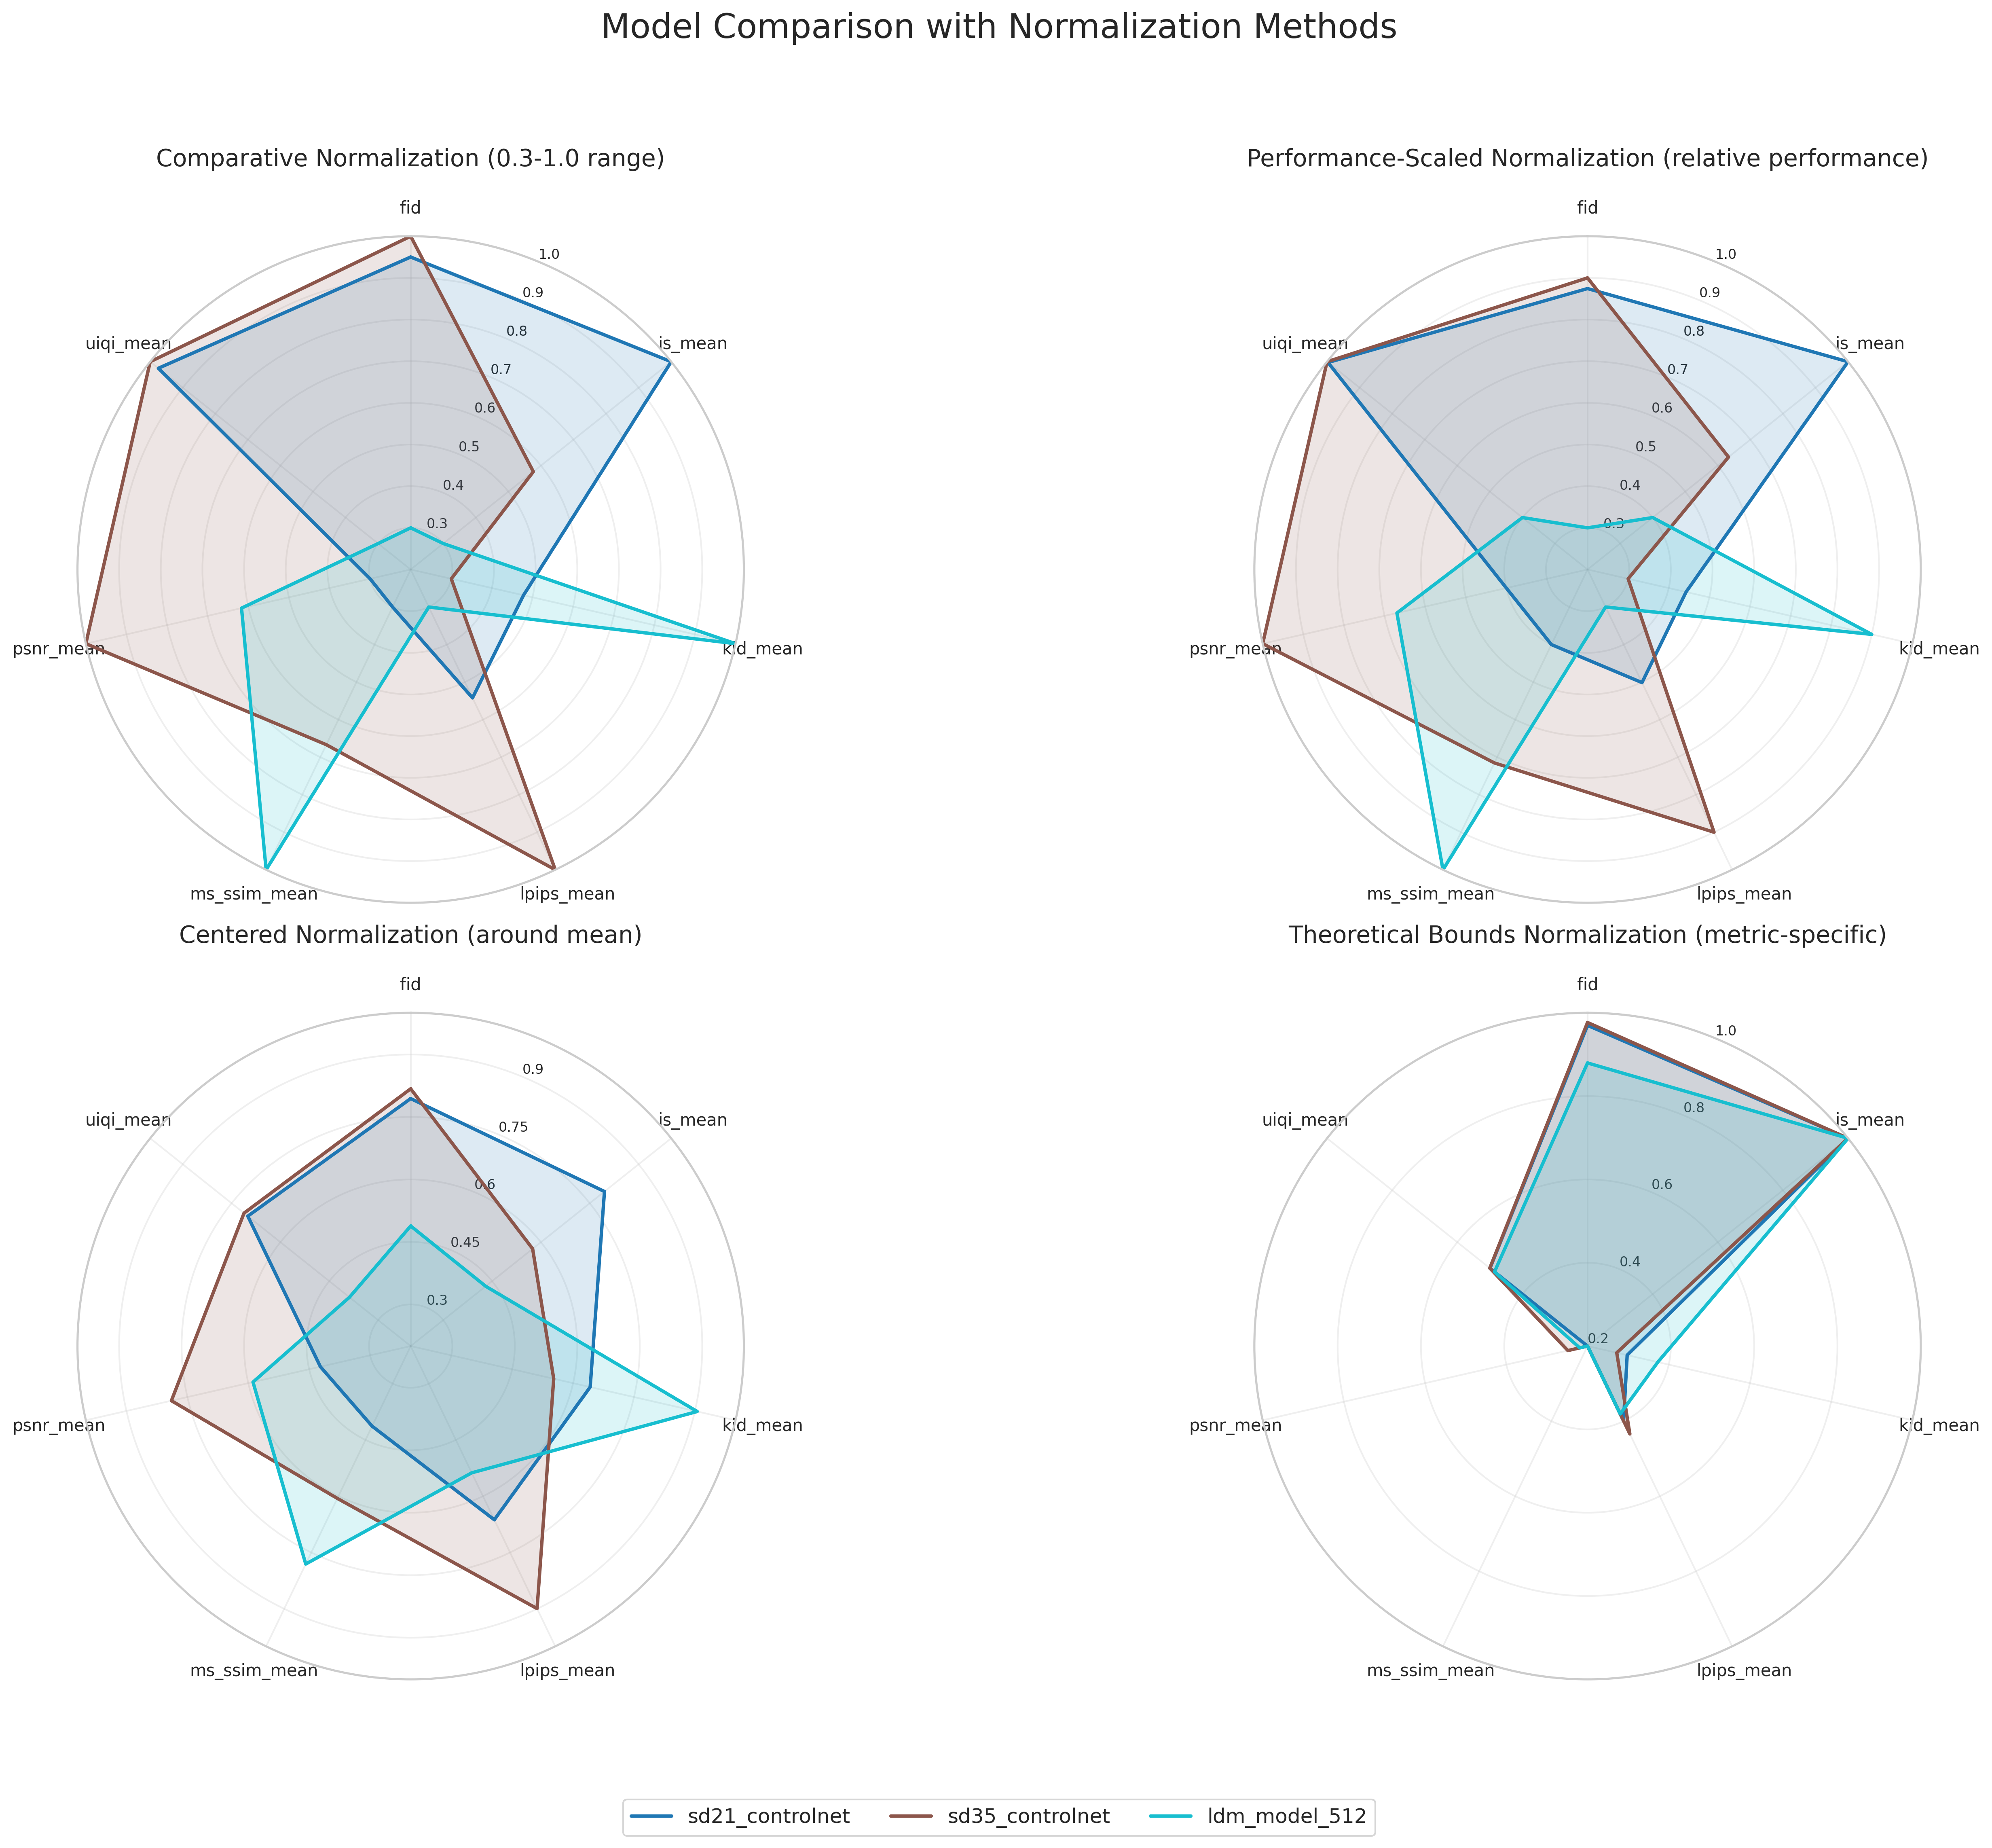 Model Comparison with Normalization Methods
Comparative Normalization (0.3-1.0 range)
fid
1.0
0.9
0.8
uiqi_mean
is_mean
0.7
0.6
0.5
0.4
0.3
psnr_mean
kid_mean
ms_ssim_mean
lpips_mean
Performance-Scaled Normalization (relative performance)
fid
1.0
0.9
0.8
uiqi_mean
is_mean
0.7
0.6
0.5
0.4
0.3
psnr_mean
kid_mean
ms_ssim_mean
lpips_mean
Centered Normalization (around mean)
fid
0.9
uiqi_mean
is_mean
0.75
0.6
0.45
0.3
psnr_mean
kid_mean
ms_ssim_mean
lpips_mean
Theoretical Bounds Normalization (metric-specific)
fid
1.0
0.8
uiqi_mean
is_mean
0.6
0.4
0.2
psnr_mean
kid_mean
ms_ssim_mean
lpips_mean
sd21_controlnet
sd35_controlnet
ldm_model_512